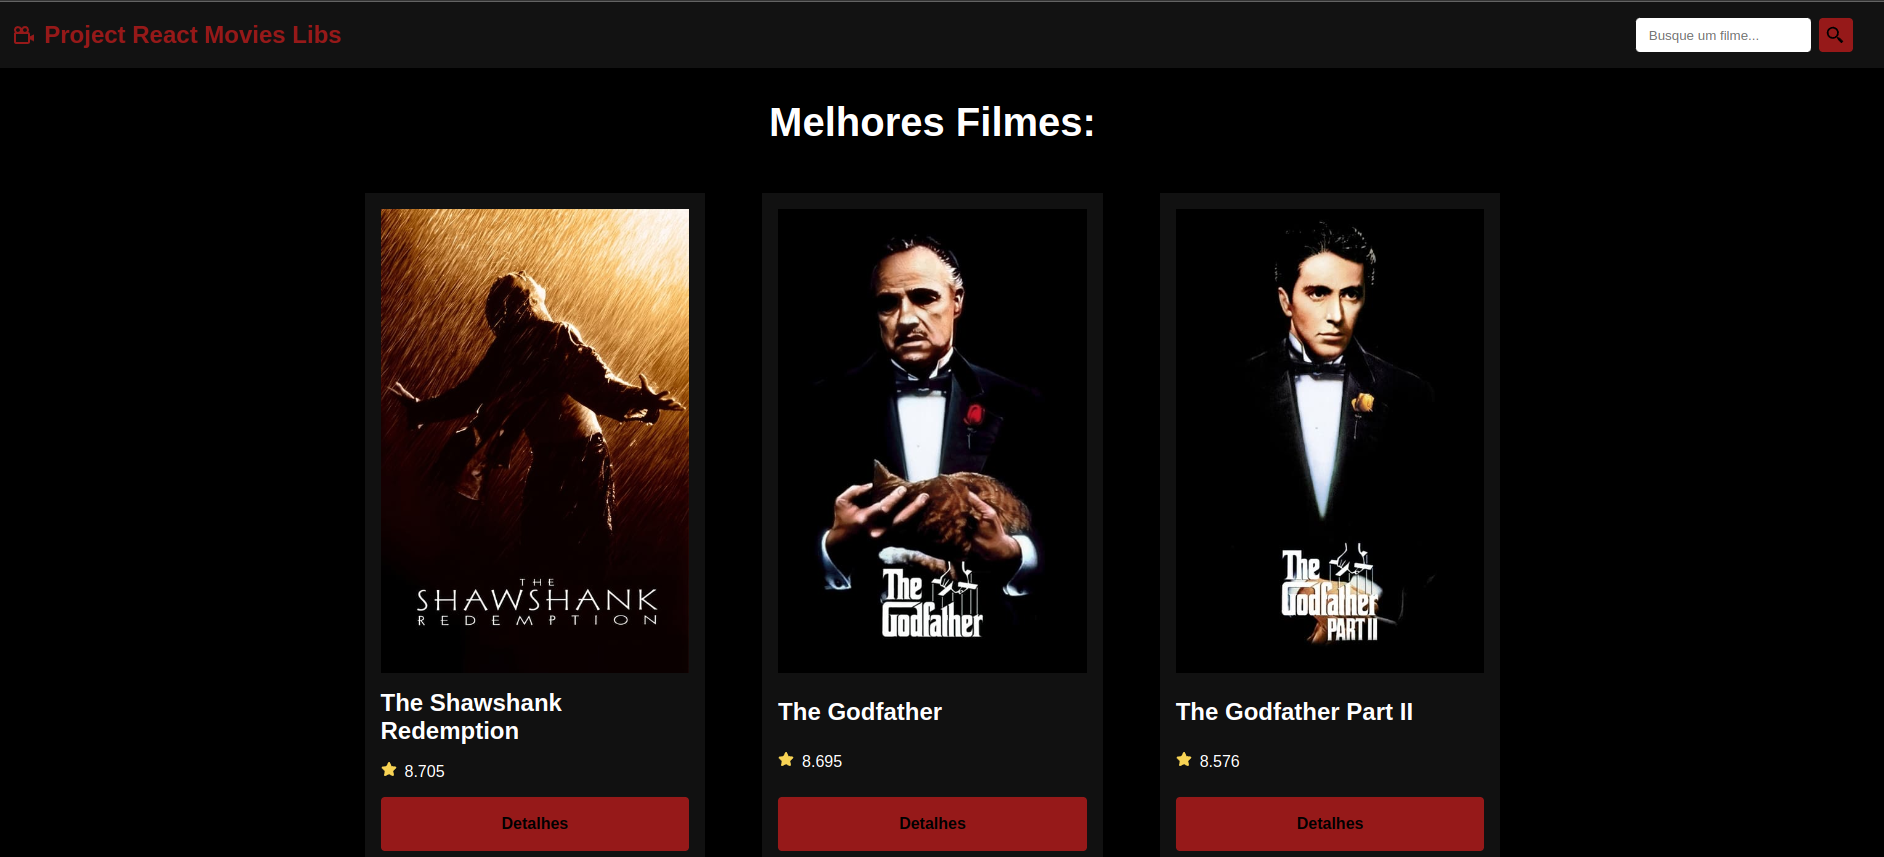 Project React Movies Libs
Busque um filme...
Melhores Filmes:
THE
SHAWSHANK
REDEMPTION
The
Godfather
The
Godfather
PART II
The Shawshank
Redemption
The Godfather
The Godfather Part II
8.705
8.695
8.576
Detalhes
Detalhes
Detalhes